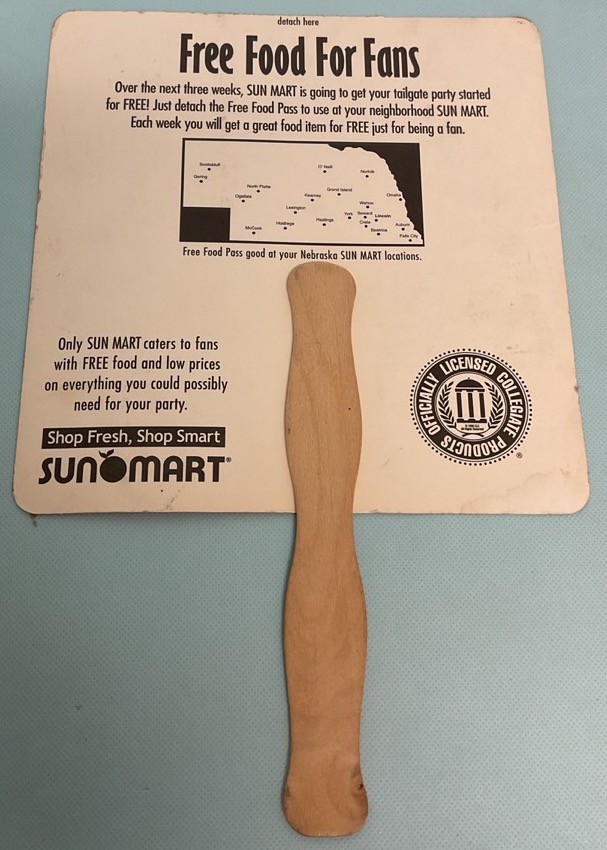 detach here
Free Food For Fans
Over the next three weeks, SUN MART is going to get your tailgate party started
for FREE! Just detach the Free Food Pass to use at your neighborhood SUN MART.
Each week you will get a great food item for FREE just for being a fan.
Scottsbluff
Gering
O' Neill
Norfolk
North Platte
Ogallala
Kearney
Grand Island
Omaha
Wahoo
Lexington
York
Seward
Lincoln
Crete
McCook
Holdrege
Hastings
Beatrice
Auburn
Falls City
Free Food Pass good at your Nebraska SUN MART locations.
Only SUN MART caters to fans
with FREE food and low prices
on everything you could possibly
need for your party.
Shop Fresh, Shop Smart
SUN MART®
OFFICIALLY LICENSED COLLEGIATE PRODUCTS
All Rights Reserved
®